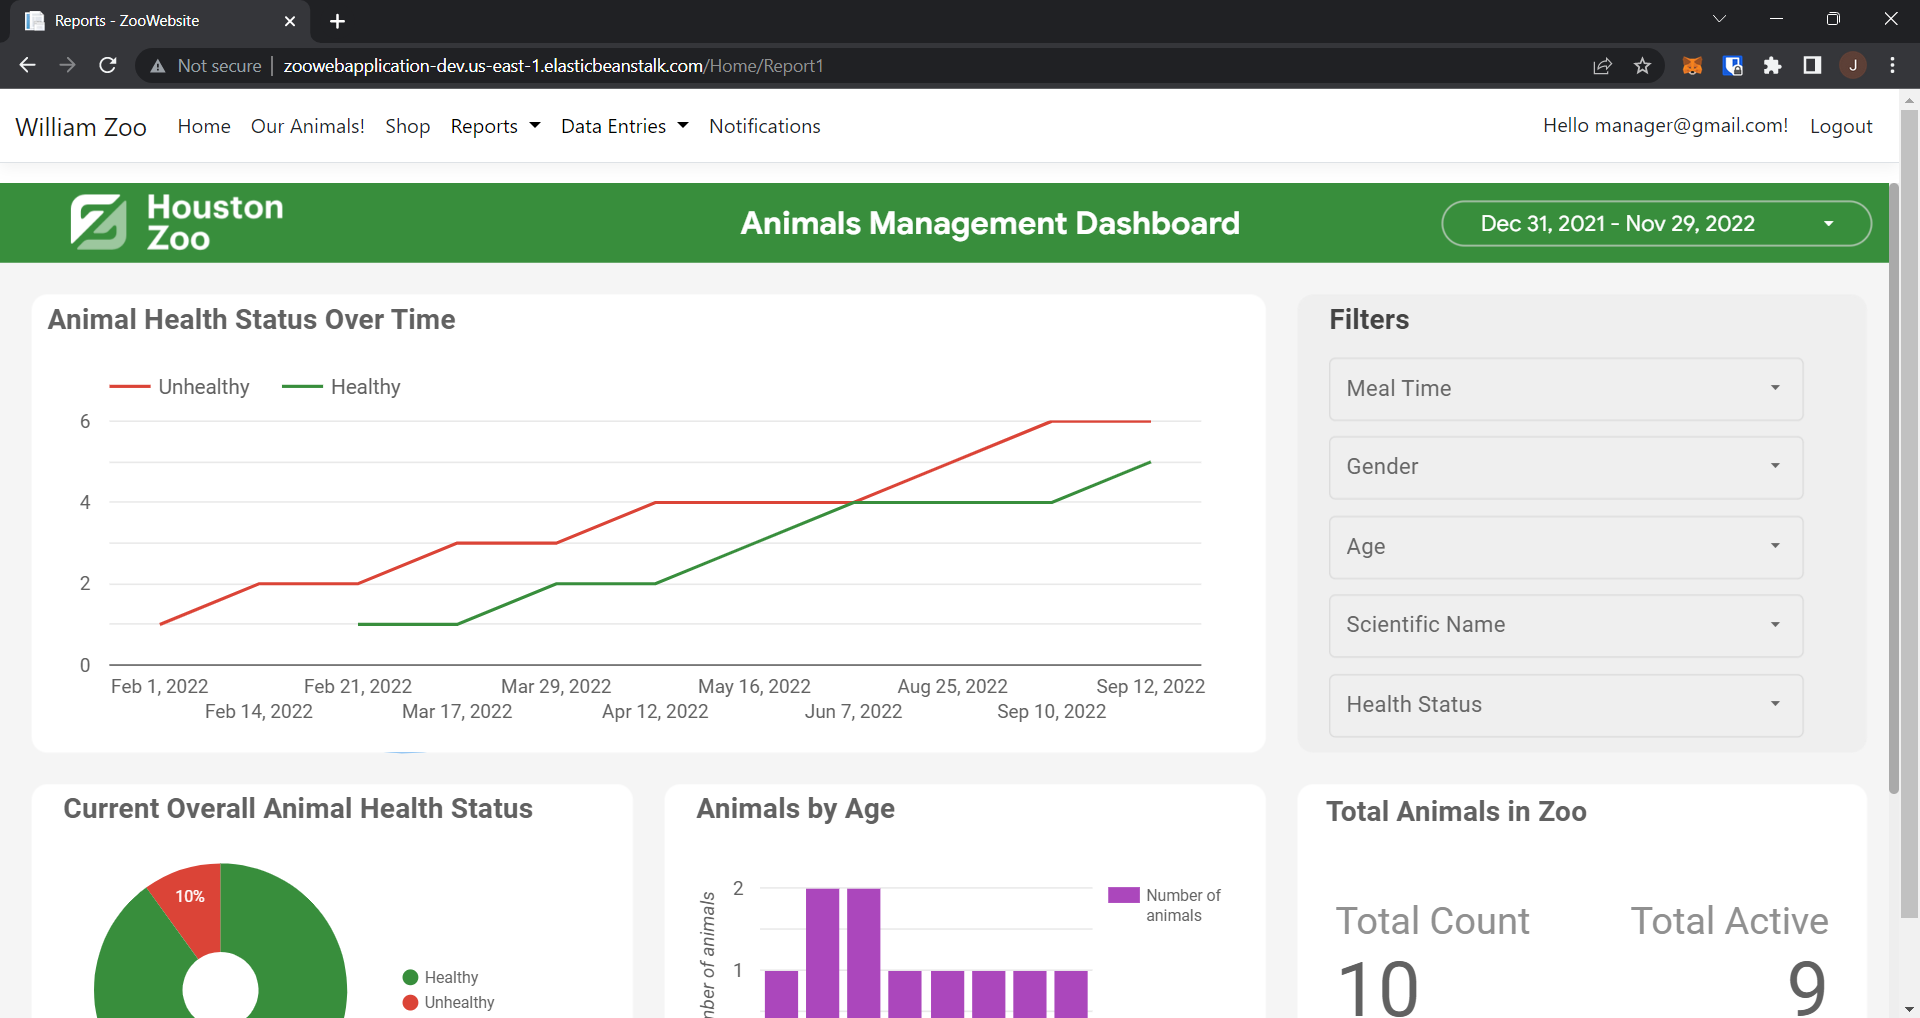 Reports - ZooWebsite
Not secure
zoowebapplication-dev.us-east-1.elasticbeanstalk.com/Home/Report1
J
William Zoo
Home
Our Animals!
Shop
Reports
Data Entries
Notifications
Hello manager@gmail.com!
Logout
Houston
Zoo
Animals Management Dashboard
Dec 31, 2021 - Nov 29, 2022
Animal Health Status Over Time
Unhealthy
Healthy
6
4
2
0
Feb 1, 2022
Feb 21, 2022
Mar 29, 2022
May 16, 2022
Aug 25, 2022
Sep 12, 2022
Feb 14, 2022
Mar 17, 2022
Apr 12, 2022
Jun 7, 2022
Sep 10, 2022
Filters
Meal Time
Gender
Age
Scientific Name
Health Status
Current Overall Animal Health Status
10%
Healthy
Unhealthy
Animals by Age
of animals
2
1
Number of
animals
Total Animals in Zoo
Total Count
Total Active
10
9